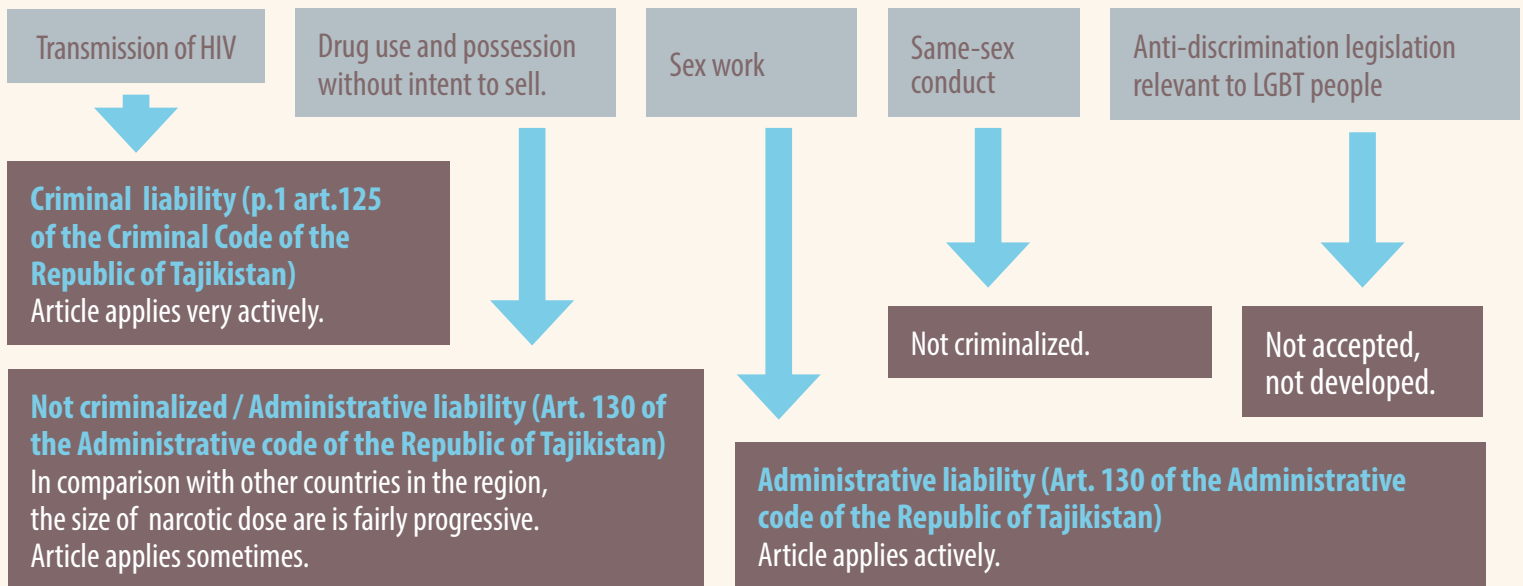 Transmission of HIV
Drug use and possession
without intent to sell.
Sex work
Same-sex
conduct
Anti-discrimination legislation
relevant to LGBT people
Criminal liability (p.1 art.125
of the Criminal Code of the
Republic of Tajikistan)
Article applies very actively.
Not criminalized / Administrative liability (Art. 130 of
the Administrative code of the Republic of Tajikistan)
In comparison with other countries in the region,
the size of narcotic dose are is fairly progressive.
Article applies sometimes.
Administrative liability (Art. 130 of the Administrative
code of the Republic of Tajikistan)
Article applies actively.
Not criminalized.
Not accepted,
not developed.